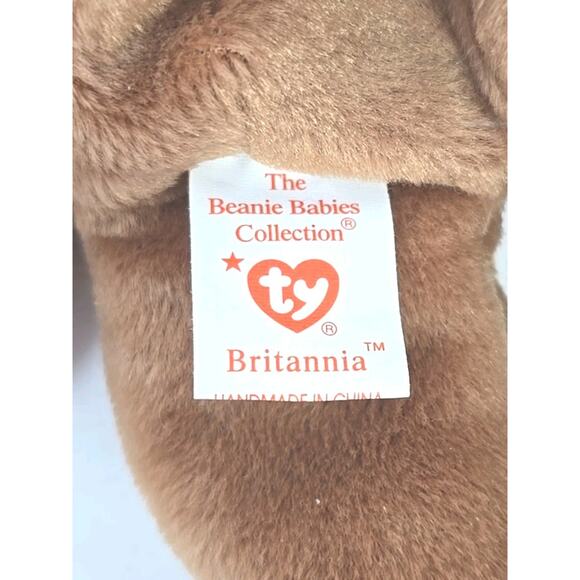 The
Beanie Babies
Collection®
ty®
Britannia™
HANDMADE IN CHINA